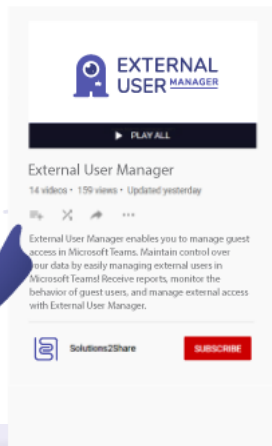 EXTERNAL
USER MANAGER
PLAY ALL
External User Manager
14 videos • 159 views • Updated yesterday
External User Manager enables you to manage guest
access in Microsoft Teams. Maintain control over
your data by easily managing external users in
Microsoft Teams! Receive reports, monitor the
behavior of guest users, and manage external access
with External User Manager.
Solutions2Share
SUBSCRIBE